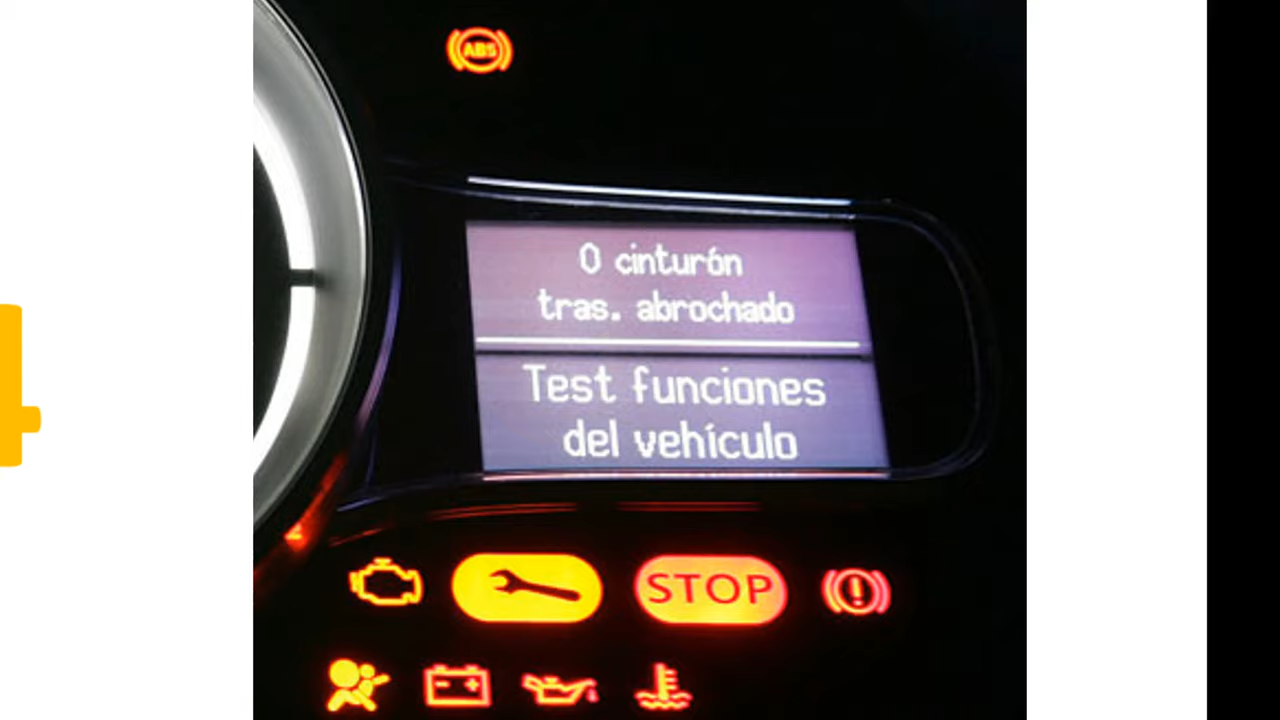 ABS
0 cinturón
tras. abrochado
Test funciones
del vehículo
STOP